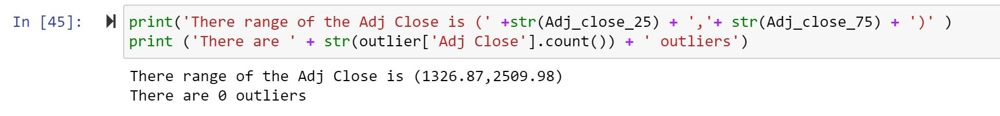 In [45]: print('There range of the Adj Close is (' +str(Adj_close_25) + ','+ str(Adj_close_75) + ')' )
print ('There are ' + str(outlier['Adj Close'].count()) + ' outliers')
There range of the Adj Close is (1326.87,2509.98)
There are 0 outliers